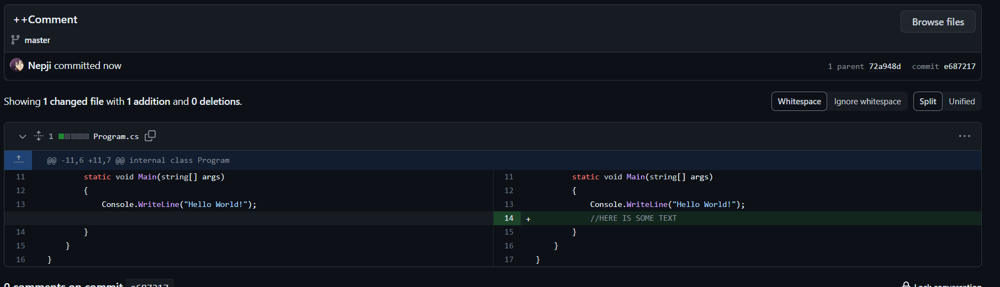 ++Comment
Browse files
master
Nepji committed now
1 parent 72a948d commit e687217
Showing 1 changed file with 1 addition and 0 deletions.
Whitespace Ignore whitespace Split Unified
1 Program.cs
@@ -11,6 +11,7 @@ internal class Program
11 static void Main(string[] args) 11 static void Main(string[] args)
12 { 12 {
13 Console.WriteLine("Hello World!"); 13 Console.WriteLine("Hello World!");
14 + //HERE IS SOME TEXT
14 } 15 }
15 } 16 }
16 } 17 }
0 comments on commit e687217
Lock conversation